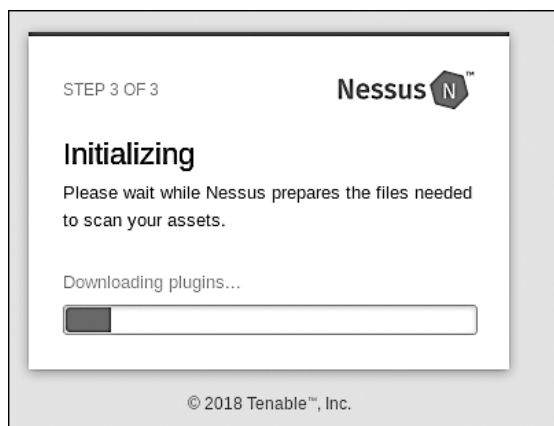 STEP 3 OF 3
Nessus N™
Initializing
Please wait while Nessus prepares the files needed
to scan your assets.
Downloading plugins...
© 2018 Tenable™, Inc.